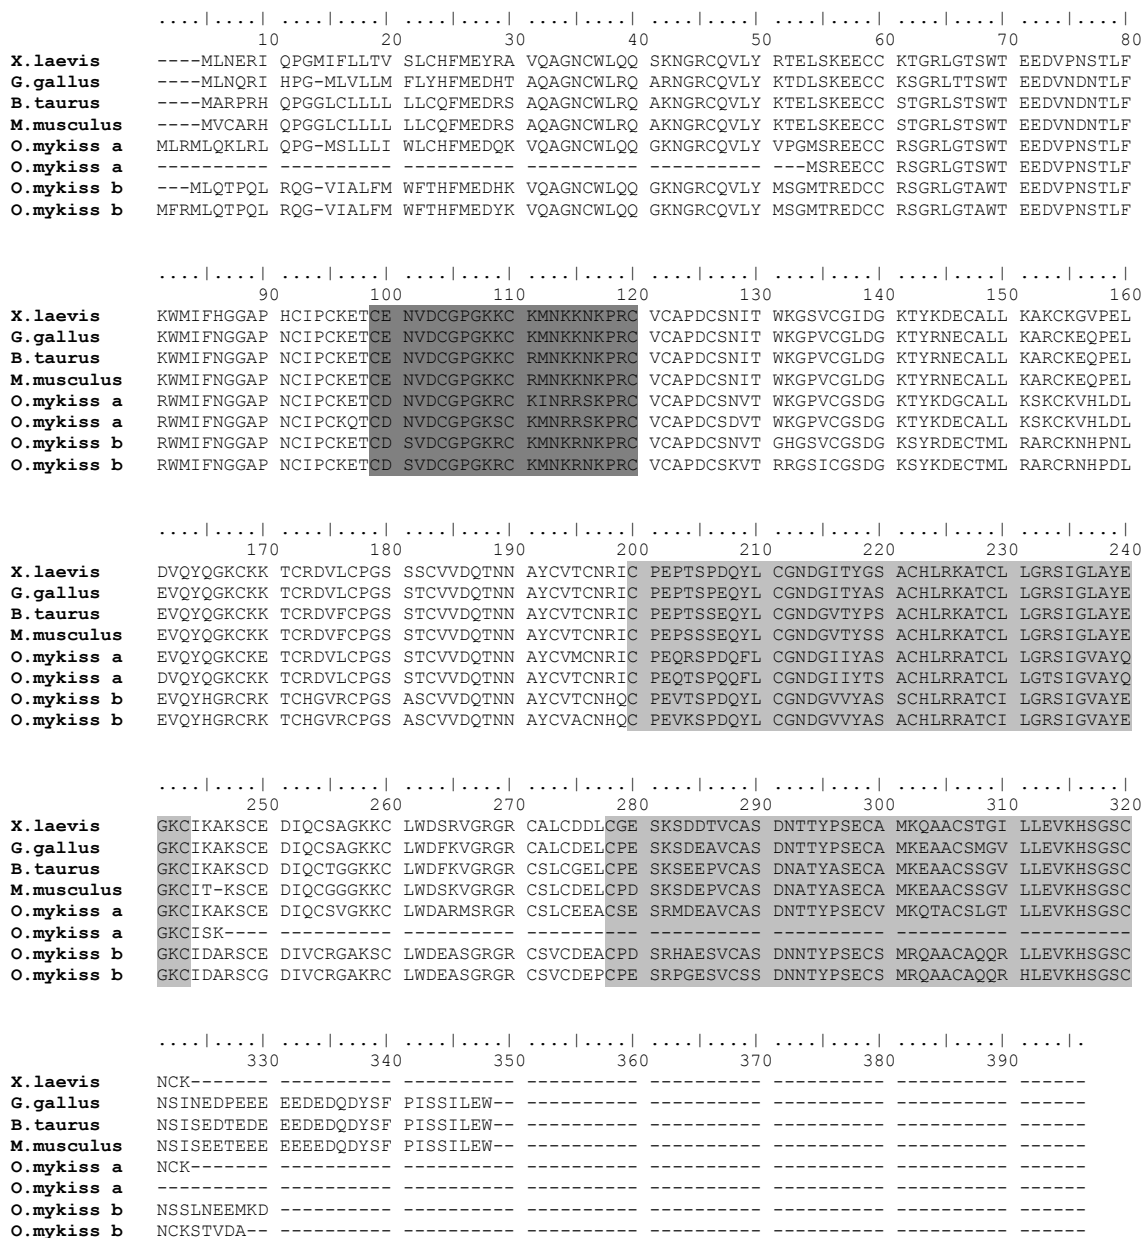 ....|....| ....|....| ....|....| ....|....| ....|....| ....|....| ....|....| ....|....|
10 20 30 40 50 60 70 80
X.laevis ----MLNERI QPGMIFLLTV SLCHFMEYRA VQAGNCWLQQ SKNGRCQVLY RTELSKEECC KTGRLGTSWT EEDVPNSTLF
G.gallus ----MLNQRI HPG-MLVLLM FLYHFMEDHT AQAGNCWLRQ ARNGRCQVLY KTDLSKEECC KSGRLTTSWT EEDVNDNTLF
B.taurus ----MARPRH QPGGLCLLLL LLCQFMEDRS AQAGNCWLRQ AKNGRCQVLY KTELSKEECC STGRLSTSWT EEDVNDNTLF
M.musculus ----MVCARH QPGGLCLLLL LLCQFMEDRS AQAGNCWLRQ AKNGRCQVLY KTELSKEECC STGRLSTSWT EEDVNDNTLF
O.mykiss a MLRMLQKLRL QPG-MSLLLI WLCHFMEDQK VQAGNCWLQQ GKNGRCQVLY VPGMSREECC RSGRLGTSWT EEDVPNSTLF
O.mykiss a ---------- ---------- ---------- ---------- ---------- ---MSREECC RSGRLGTSWT EEDVPNSTLF
O.mykiss b ---MLQTPQL RQG-VIALFM WFTHFMEDHK VQAGNCWLQQ GKNGRCQVLY MSGMTREDCC RSGRLGTAWT EEDVPNSTLF
O.mykiss b MFRMLQTPQL RQG-VIALFM WFTHFMEDYK VQAGNCWLQQ GKNGRCQVLY MSGMTREDCC RSGRLGTAWT EEDVPNSTLF
....|....| ....|....| ....|....| ....|....| ....|....| ....|....| ....|....| ....|....|
90 100 110 120 130 140 150 160
X.laevis KWMIFHGGAP HCIPCKETCE NVDCGPGKKC KMNKKNKPRC VCAPDCSNIT WKGSVCGIDG KTYKDECALL KAKCKGVPEL
G.gallus KWMIFNGGAP NCIPCKETCE NVDCGPGKKC KMNKKNKPRC VCAPDCSNIT WKGPVCGLDG KTYRNECALL KARCKEQPEL
B.taurus KWMIFNGGAP NCIPCKETCE NVDCGPGKKC RMNKKNKPRC VCAPDCSNIT WKGPVCGLDG KTYRNECALL KARCKEQPEL
M.musculus KWMIFNGGAP NCIPCKETCE NVDCGPGKKC RMNKKNKPRC VCAPDCSNIT WKGPVCGLDG KTYRNECALL KARCKEQPEL
O.mykiss a RWMIFNGGAP NCIPCKETCD NVDCGPGKRC KINRRSKPRC VCAPDCSNVT WKGPVCGSDG KTYKDGCALL KSKCKVHLDL
O.mykiss a RWMIFNGGAP NCIPCKQTCD NVDCGPGKSC KMNRRSKPRC VCAPDCSDVT WKGPVCGSDG KTYKDECALL KSKCKVHLDL
O.mykiss b RWMIFNGGAP NCIPCKETCD SVDCGPGKRC KMNKRNKPRC VCAPDCSNVT GHGSVCGSDG KSYRDECTML RARCKNHPNL
O.mykiss b RWMIFNGGAP NCIPCKETCD SVDCGPGKRC KMNKRNKPRC VCAPDCSKVT RRGSICGSDG KSYKDECTML RARCRNHPDL
....|....| ....|....| ....|....| ....|....| ....|....| ....|....| ....|....| ....|....|
170 180 190 200 210 220 230 240
X.laevis DVQYQGKCKK TCRDVLCPGS SSCVVDQTNN AYCVTCNRIC PEPTSPDQYL CGNDGITYGS ACHLRKATCL LGRSIGLAYE
G.gallus EVQYQGKCKK TCRDVLCPGS STCVVDQTNN AYCVTCNRIC PEPTSPEQYL CGNDGITYAS ACHLRKATCL LGRSIGLAYE
B.taurus EVQYQGKCKK TCRDVFCPGS STCVVDQTNN AYCVTCNRIC PEPTSSEQYL CGNDGVTYPS ACHLRKATCL LGRSIGLAYE
M.musculus EVQYQGKCKK TCRDVFCPGS STCVVDQTNN AYCVTCNRIC PEPSSSEQYL CGNDGVTYSS ACHLRKATCL LGRSIGLAYE
O.mykiss a EVQYQGKCKE TCRDVLCPGS STCVVDQTNN AYCVMCNRIC PEQRSPDQFL CGNDGIIYAS ACHLRRATCL LGRSIGVAYQ
O.mykiss a DVQYQGKCKK TCRDVLCPGS STCVVDQTNN AYCVTCNRIC PEQTSPQQFL CGNDGIIYTS ACHLRRATCL LGTSIGVAYQ
O.mykiss b EVQYHGRCRK TCHGVRCPGS ASCVVDQTNN AYCVTCNHQC PEVTSPDQYL CGNDGVVYAS SCHLRRATCI LGRSIGVAYE
O.mykiss b EVQYHGRCRK TCHGVRCPGS ASCVVDQTNN AYCVACNHQC PEVKSPDQYL CGNDGVVYAS ACHLRRATCI LGRSIGVAYE
....|....| ....|....| ....|....| ....|....| ....|....| ....|....| ....|....| ....|....|
250 260 270 280 290 300 310 320
X.laevis GKCIKAKSCE DIQCSAGKKC LWDSRVGRGR CALCDDLCGE SKSDDTVCAS DNTTYPSECA MKQAACSTGI LLEVKHSGSC
G.gallus GKCIKAKSCE DIQCSAGKKC LWDFKVGRGR CALCDELCPE SKSDEAVCAS DNTTYPSECA MKEAACSMGV LLEVKHSGSC
B.taurus GKCIKAKSCD DIQCTGGKKC LWDFKVGRGR CSLCGELCPE SKSEEPVCAS DNATYASECA MKEAACSSGV LLEVKHSGSC
M.musculus GKCIT-KSCE DIQCGGGKKC LWDSKVGRGR CSLCDELCPD SKSDEPVCAS DNATYASECA MKEAACSSGV LLEVKHSGSC
O.mykiss a GKCIKAKSCE DIQCSVGKKC LWDARMSRGR CSLCEEACSE SRMDEAVCAS DNTTYPSECV MKQTACSLGT LLEVKHSGSC
O.mykiss a GKCISK---- ---------- ---------- ---------- ---------- ---------- ---------- ----------
O.mykiss b GKCIDARSCE DIVCRGAKSC LWDEASGRGR CSVCDEACPD SRHAESVCAS DNNTYPSECS MRQAACAQQR LLEVKHSGSC
O.mykiss b GKCIDARSCG DIVCRGAKRC LWDEASGRGR CSVCDEPCPE SRPGESVCSS DNNTYPSECS MRQAACAQQR HLEVKHSGSC
....|....| ....|....| ....|....| ....|....| ....|....| ....|....| ....|....| ....|.
330 340 350 360 370 380 390
X.laevis NCK------- ---------- ---------- ---------- ---------- ---------- ---------- ------
G.gallus NSINEDPEEE EEDEDQDYSF PISSILEW-- ---------- ---------- ---------- ---------- ------
B.taurus NSISEDTEDE EEDEDQDYSF PISSILEW-- ---------- ---------- ---------- ---------- ------
M.musculus NSISEETEEE EEEEDQDYSF PISSILEW-- ---------- ---------- ---------- ---------- ------
O.mykiss a NCK------- ---------- ---------- ---------- ---------- ---------- ---------- ------
O.mykiss a ---------- ---------- ---------- ---------- ---------- ---------- ---------- ------
O.mykiss b NSSLNEEMKD ---------- ---------- ---------- ---------- ---------- ---------- ------
O.mykiss b NCKSTVDA-- ---------- ---------- ---------- ---------- ---------- ---------- ------